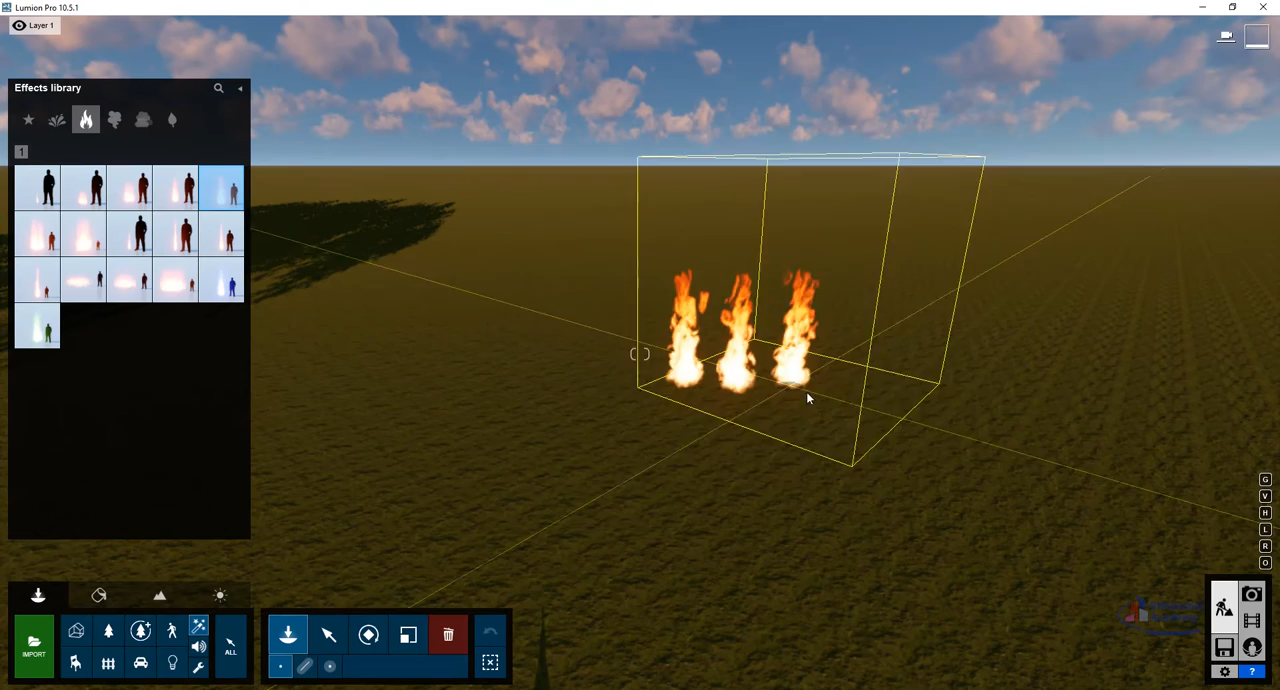 Lumion Pro 10.5.1
Layer 1
Effects library
1
G
V
H
L
R
O
IMPORT
ALL
?